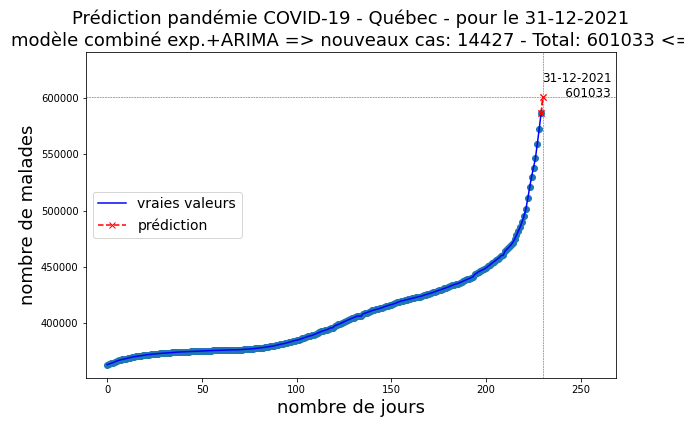 Prédiction pandémie COVID-19 - Québec - pour le 31-12-2021
modèle combiné exp.+ARIMA => nouveaux cas: 14427 - Total: 601033 <=
31-12-2021
601033
600000
550000
500000
450000
400000
nombre de malades
vraies valeurs
prédiction
0 50 100 150 200 250
nombre de jours